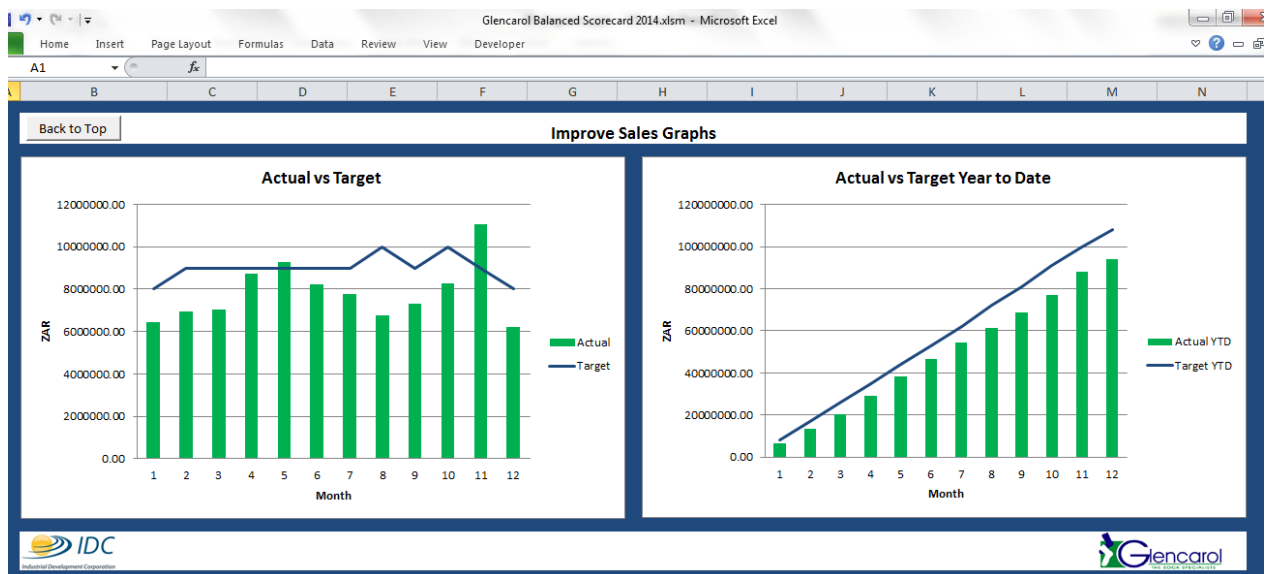 Glencarol Balanced Scorecard 2014.xlsm - Microsoft Excel
Home Insert Page Layout Formulas Data Review View Developer
A1 fx
A B C D E F G H I J K L M N
Back to Top
Improve Sales Graphs
Actual vs Target
12000000.00
10000000.00
8000000.00
6000000.00
4000000.00
2000000.00
0.00
ZAR
1 2 3 4 5 6 7 8 9 10 11 12
Month
Actual
Target
Actual vs Target Year to Date
120000000.00
100000000.00
80000000.00
60000000.00
40000000.00
20000000.00
0.00
ZAR
1 2 3 4 5 6 7 8 9 10 11 12
Month
Actual YTD
Target YTD
IDC
Industrial Development Corporation
Glencarol
THE SOCK SPECIALISTS